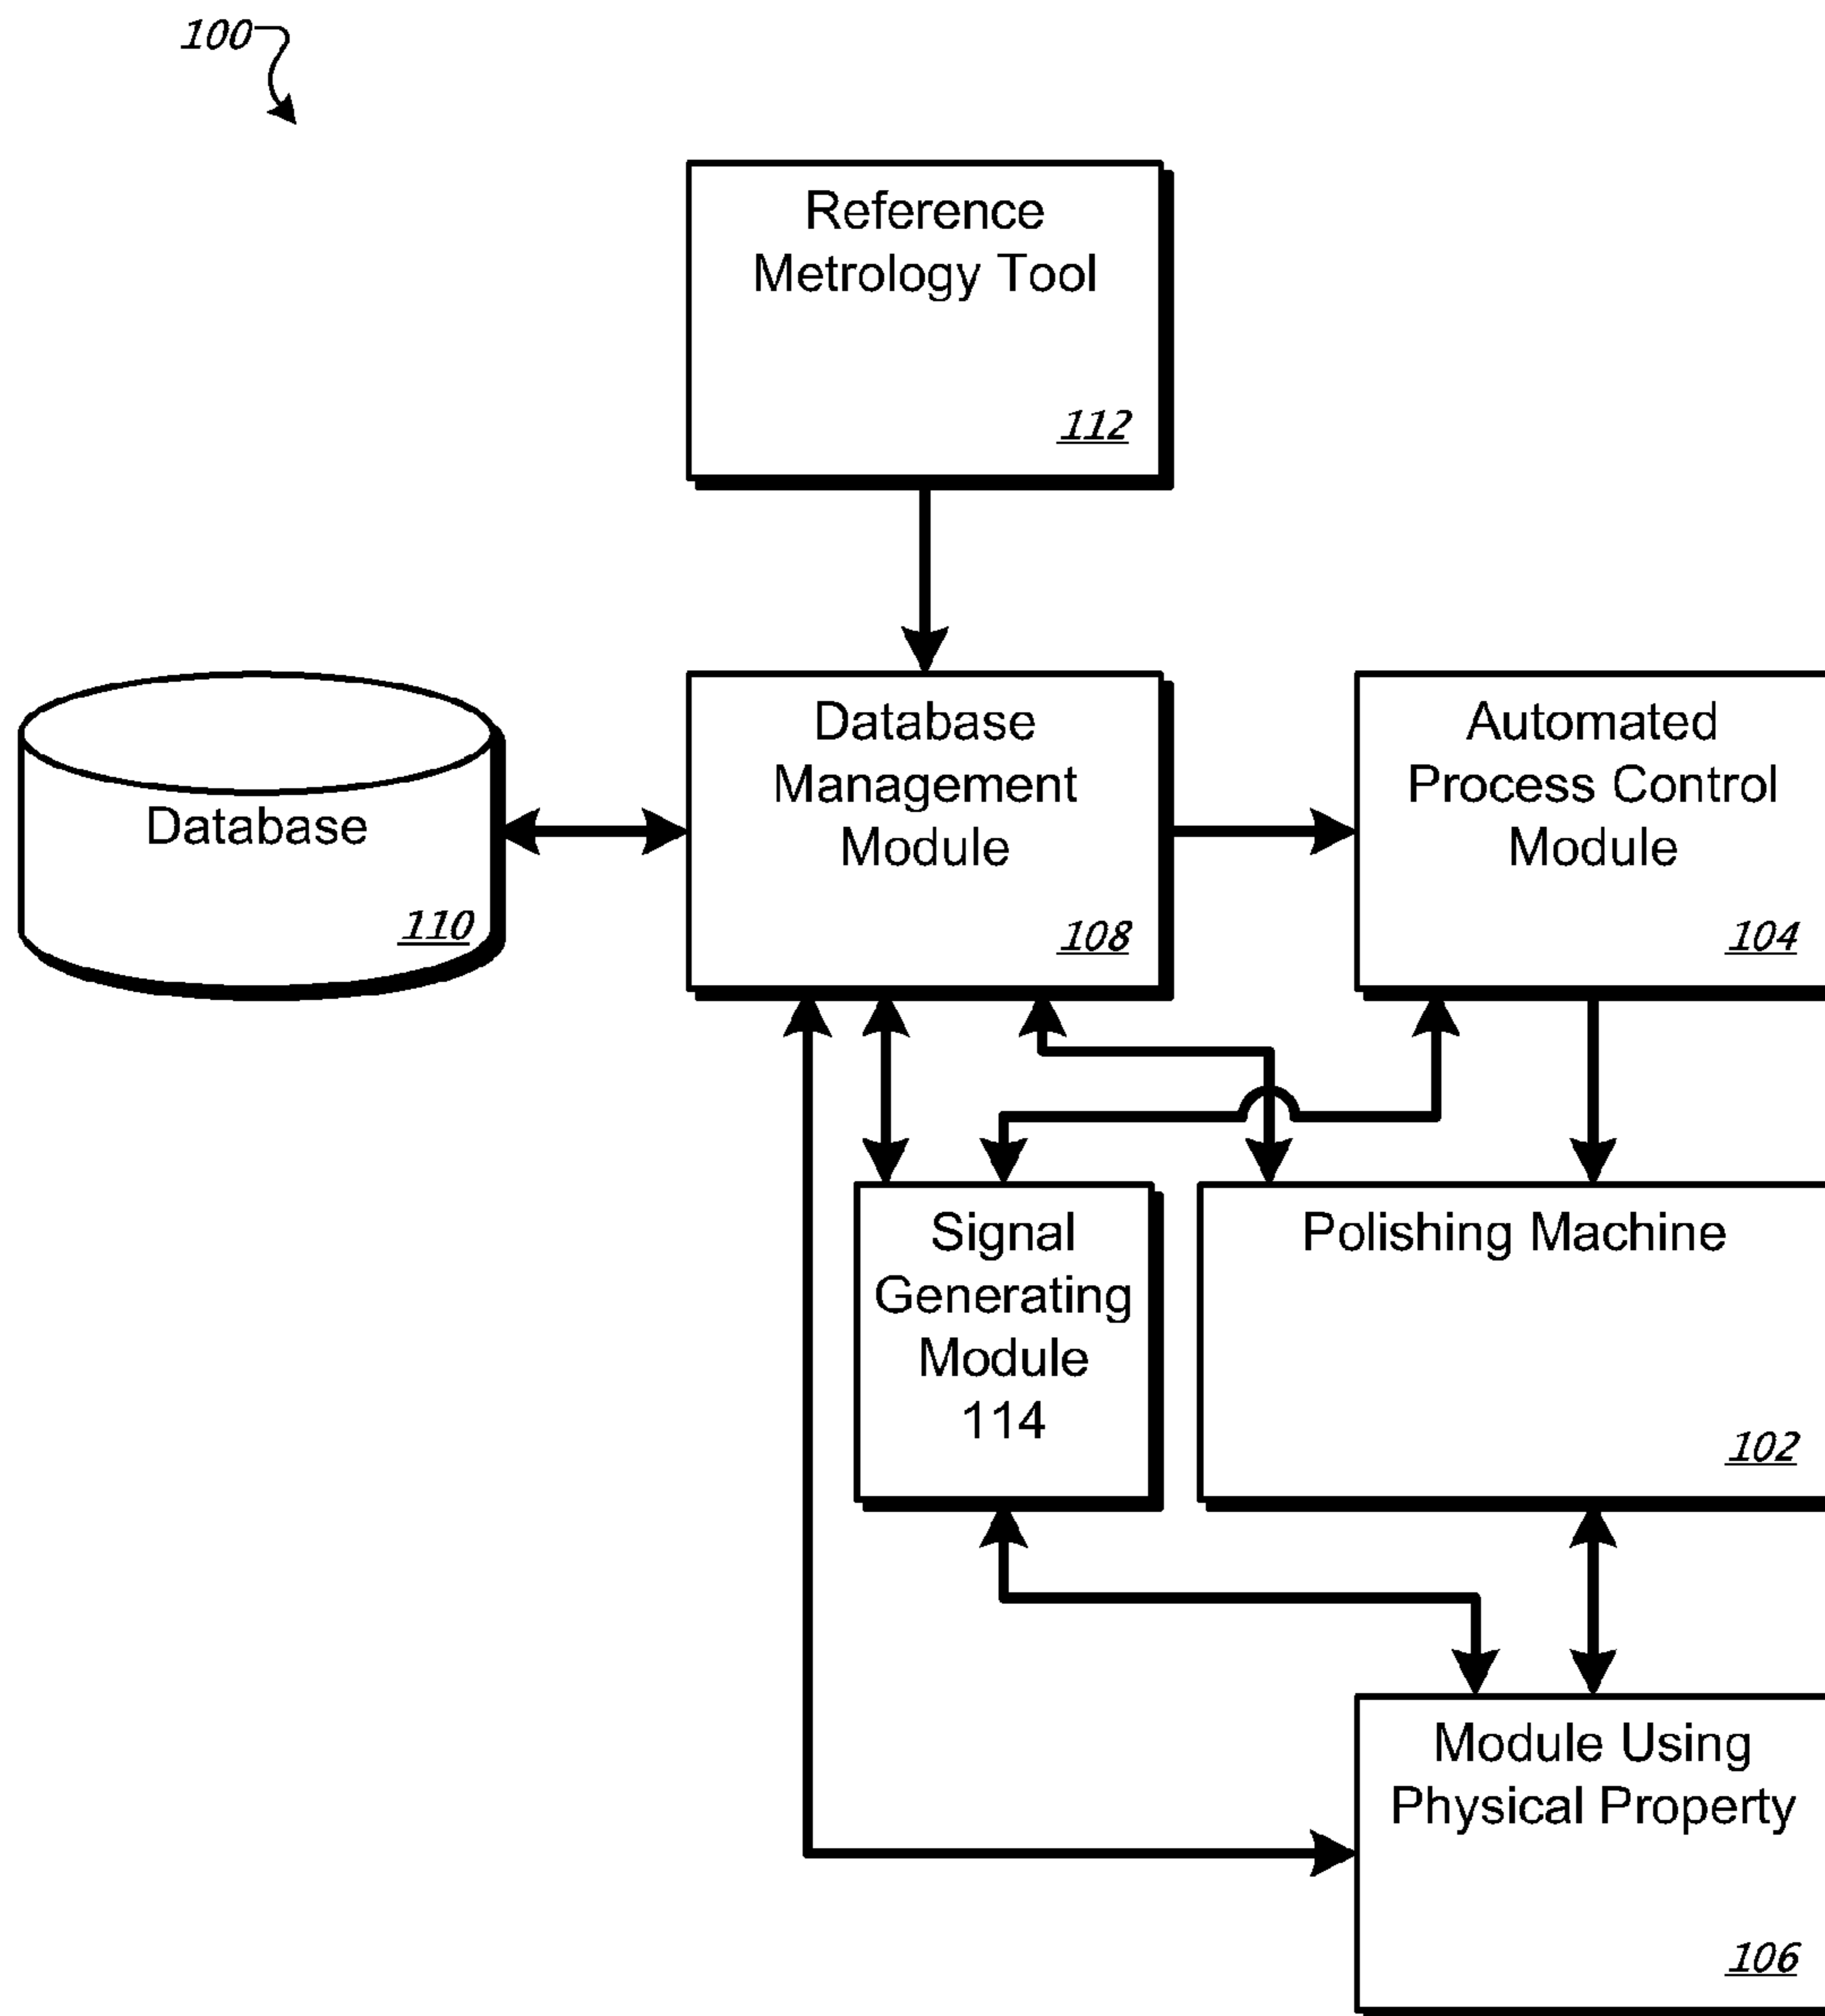 100
Reference
Metrology Tool
112
Database
110
Database
Management
Module
108
Automated
Process Control
Module
104
Signal
Generating
Module
114
Polishing Machine
102
Module Using
Physical Property
106